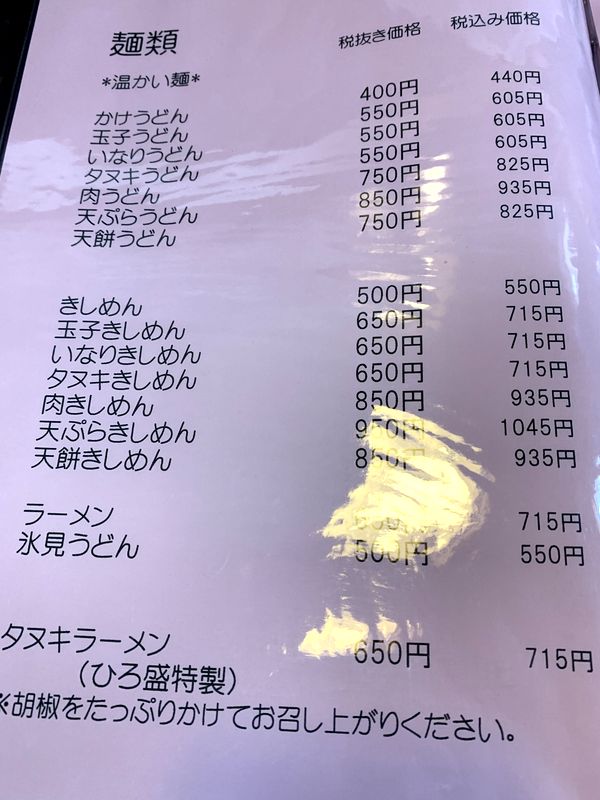 麺類 税抜き価格 税込み価格
*温かい麺*
かけうどん 400円 440円
玉子うどん 550円 605円
いなりうどん 550円 605円
タヌキうどん 550円 605円
肉うどん 750円 825円
天ぷらうどん 850円 935円
天餅うどん 750円 825円
きしめん 500円 550円
玉子きしめん 650円 715円
いなりきしめん 650円 715円
タヌキきしめん 650円 715円
肉きしめん 850円 935円
天ぷらきしめん 950円 1045円
天餅きしめん 850円 935円
ラーメン 715円
氷見うどん 500円 550円
タヌキラーメン 650円 715円
(ひろ盛特製)
※胡椒をたっぷりかけてお召し上がりください。